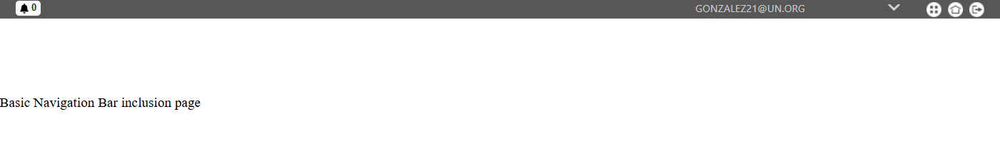 0
GONZALEZ21@UN.ORG
Basic Navigation Bar inclusion page